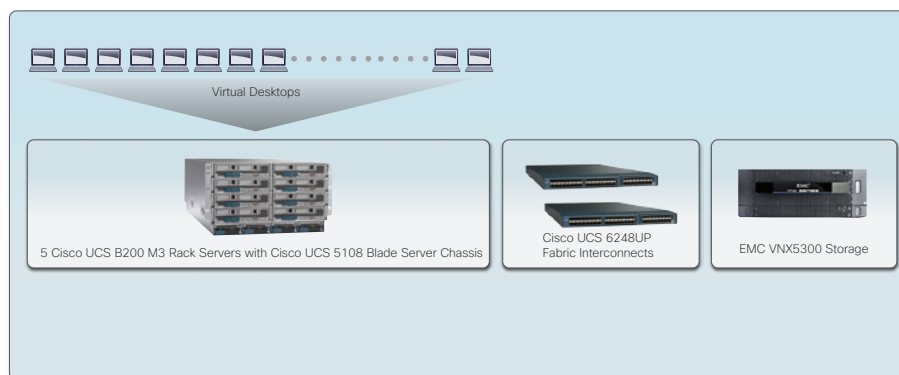 Virtual Desktops
5 Cisco UCS B200 M3 Rack Servers with Cisco UCS 5108 Blade Server Chassis
Cisco UCS 6248UP
Fabric Interconnects
EMC²
EMC VNX5300 Storage